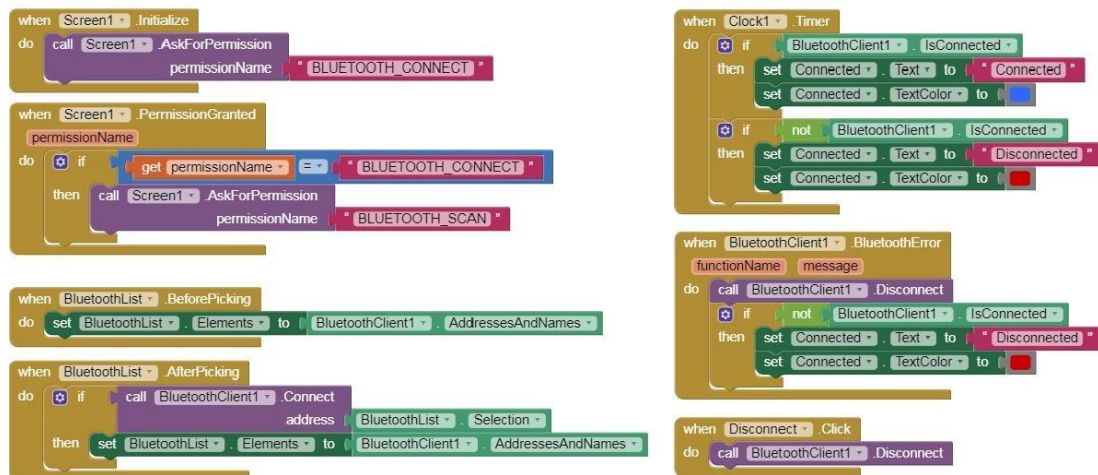 when Screen1 .Initialize
do call Screen1 .AskForPermission
permissionName " BLUETOOTH_CONNECT "
when Screen1 .PermissionGranted
permissionName
do if get permissionName = " BLUETOOTH_CONNECT "
then call Screen1 .AskForPermission
permissionName " BLUETOOTH_SCAN "
when BluetoothList .BeforePicking
do set BluetoothList . Elements to BluetoothClient1 . AddressesAndNames
when BluetoothList .AfterPicking
do if call BluetoothClient1 .Connect
address BluetoothList . Selection
then set BluetoothList . Elements to BluetoothClient1 . AddressesAndNames
when Clock1 .Timer
do if BluetoothClient1 . IsConnected
then set Connected . Text to " Connected "
set Connected . TextColor to
if not BluetoothClient1 . IsConnected
then set Connected . Text to " Disconnected "
set Connected . TextColor to
when BluetoothClient1 .BluetoothError
functionName message
do call BluetoothClient1 .Disconnect
if not BluetoothClient1 . IsConnected
then set Connected . Text to " Disconnected "
set Connected . TextColor to
when Disconnect .Click
do call BluetoothClient1 .Disconnect